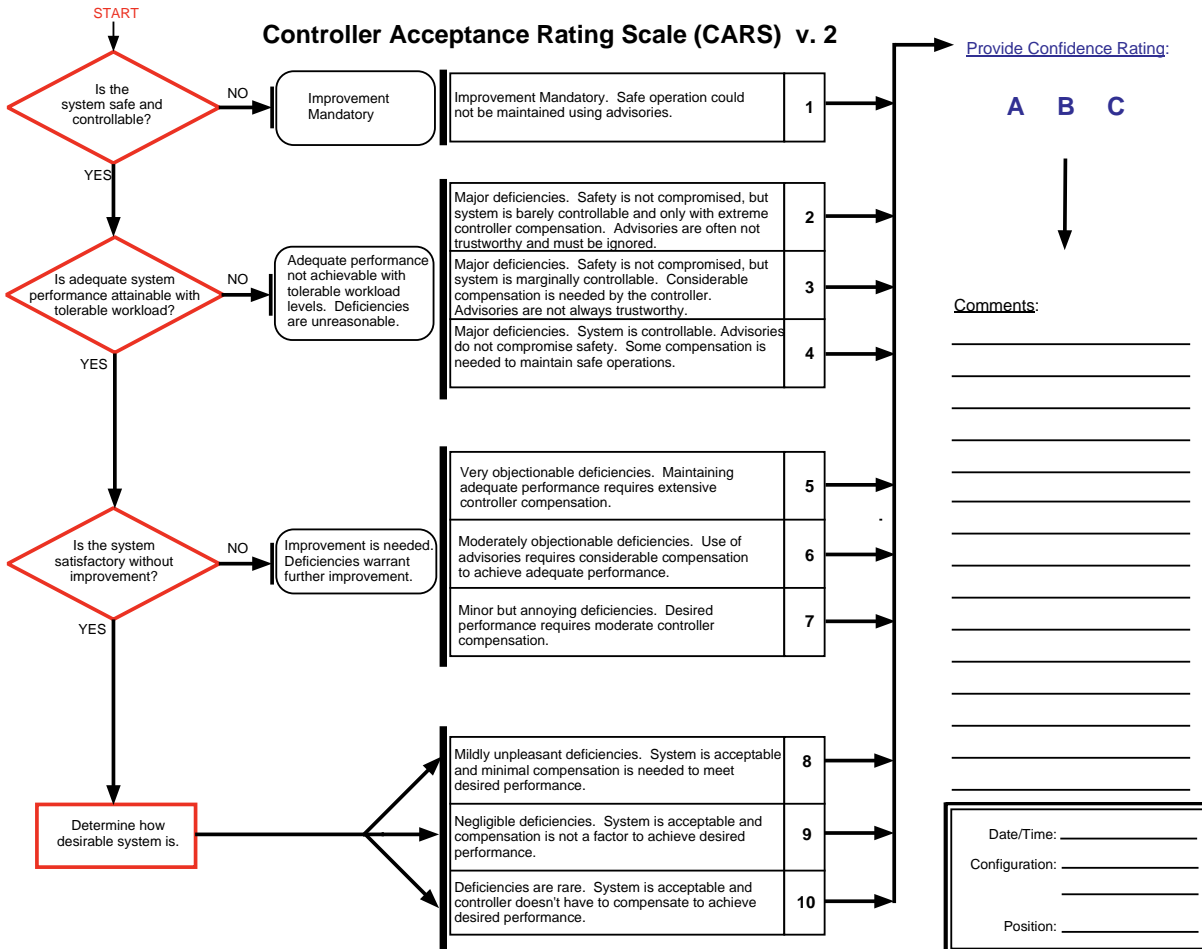 START
Controller Acceptance Rating Scale (CARS) v. 2
Is the
system safe and
controllable?
NO
YES
Improvement
Mandatory
Improvement Mandatory. Safe operation could
not be maintained using advisories.
1
Is adequate system
performance attainable with
tolerable workload?
NO
YES
Adequate performance
not achievable with
tolerable workload
levels. Deficiencies
are unreasonable.
Major deficiencies. Safety is not compromised, but
system is barely controllable and only with extreme
controller compensation. Advisories are often not
trustworthy and must be ignored.
2
Major deficiencies. Safety is not compromised, but
system is marginally controllable. Considerable
compensation is needed by the controller.
Advisories are not always trustworthy.
3
Major deficiencies. System is controllable. Advisories
do not compromise safety. Some compensation is
needed to maintain safe operations.
4
Is the system
satisfactory without
improvement?
NO
YES
Improvement is needed.
Deficiencies warrant
further improvement.
Very objectionable deficiencies. Maintaining
adequate performance requires extensive
controller compensation.
5
Moderately objectionable deficiencies. Use of
advisories requires considerable compensation
to achieve adequate performance.
6
Minor but annoying deficiencies. Desired
performance requires moderate controller
compensation.
7
Determine how
desirable system is.
Mildly unpleasant deficiencies. System is acceptable
and minimal compensation is needed to meet
desired performance.
8
Negligible deficiencies. System is acceptable and
compensation is not a factor to achieve desired
performance.
9
Deficiencies are rare. System is acceptable and
controller doesn't have to compensate to achieve
desired performance.
10
Provide Confidence Rating:
A B C
Comments:
Date/Time:
Configuration:
Position: